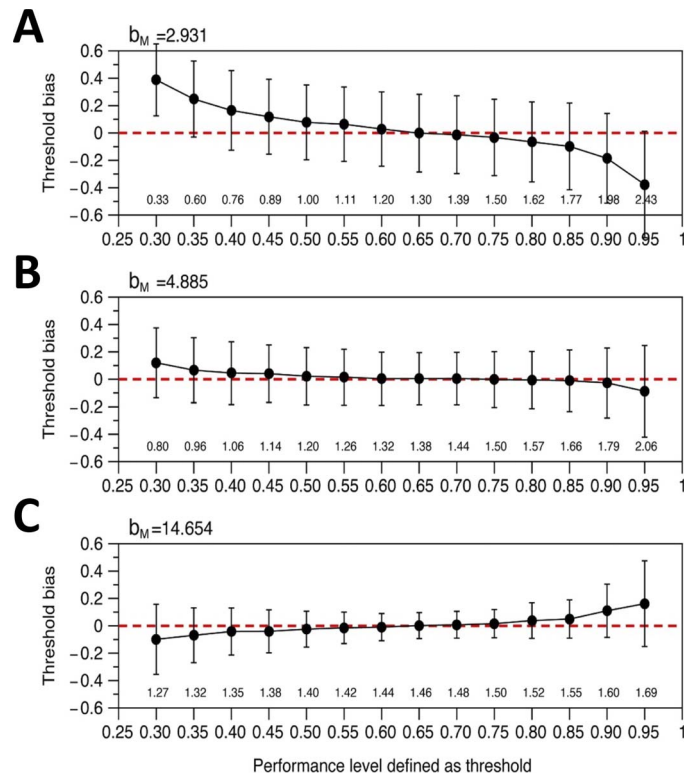 A
bM =2.931
Threshold bias
0.6
0.4
0.2
0
−0.2
−0.4
−0.6
0.33 0.60 0.76 0.89 1.00 1.11 1.20 1.30 1.39 1.50 1.62 1.77 1.98 2.43
0.25 0.30 0.35 0.40 0.45 0.50 0.55 0.60 0.65 0.70 0.75 0.80 0.85 0.90 0.95 1
B
bM =4.885
Threshold bias
0.6
0.4
0.2
0
−0.2
−0.4
−0.6
0.80 0.96 1.06 1.14 1.20 1.26 1.32 1.38 1.44 1.50 1.57 1.66 1.79 2.06
0.25 0.30 0.35 0.40 0.45 0.50 0.55 0.60 0.65 0.70 0.75 0.80 0.85 0.90 0.95 1
C
bM =14.654
Threshold bias
0.6
0.4
0.2
0
−0.2
−0.4
−0.6
1.27 1.32 1.35 1.38 1.40 1.42 1.44 1.46 1.48 1.50 1.52 1.55 1.60 1.69
0.25 0.30 0.35 0.40 0.45 0.50 0.55 0.60 0.65 0.70 0.75 0.80 0.85 0.90 0.95 1
Performance level defined as threshold